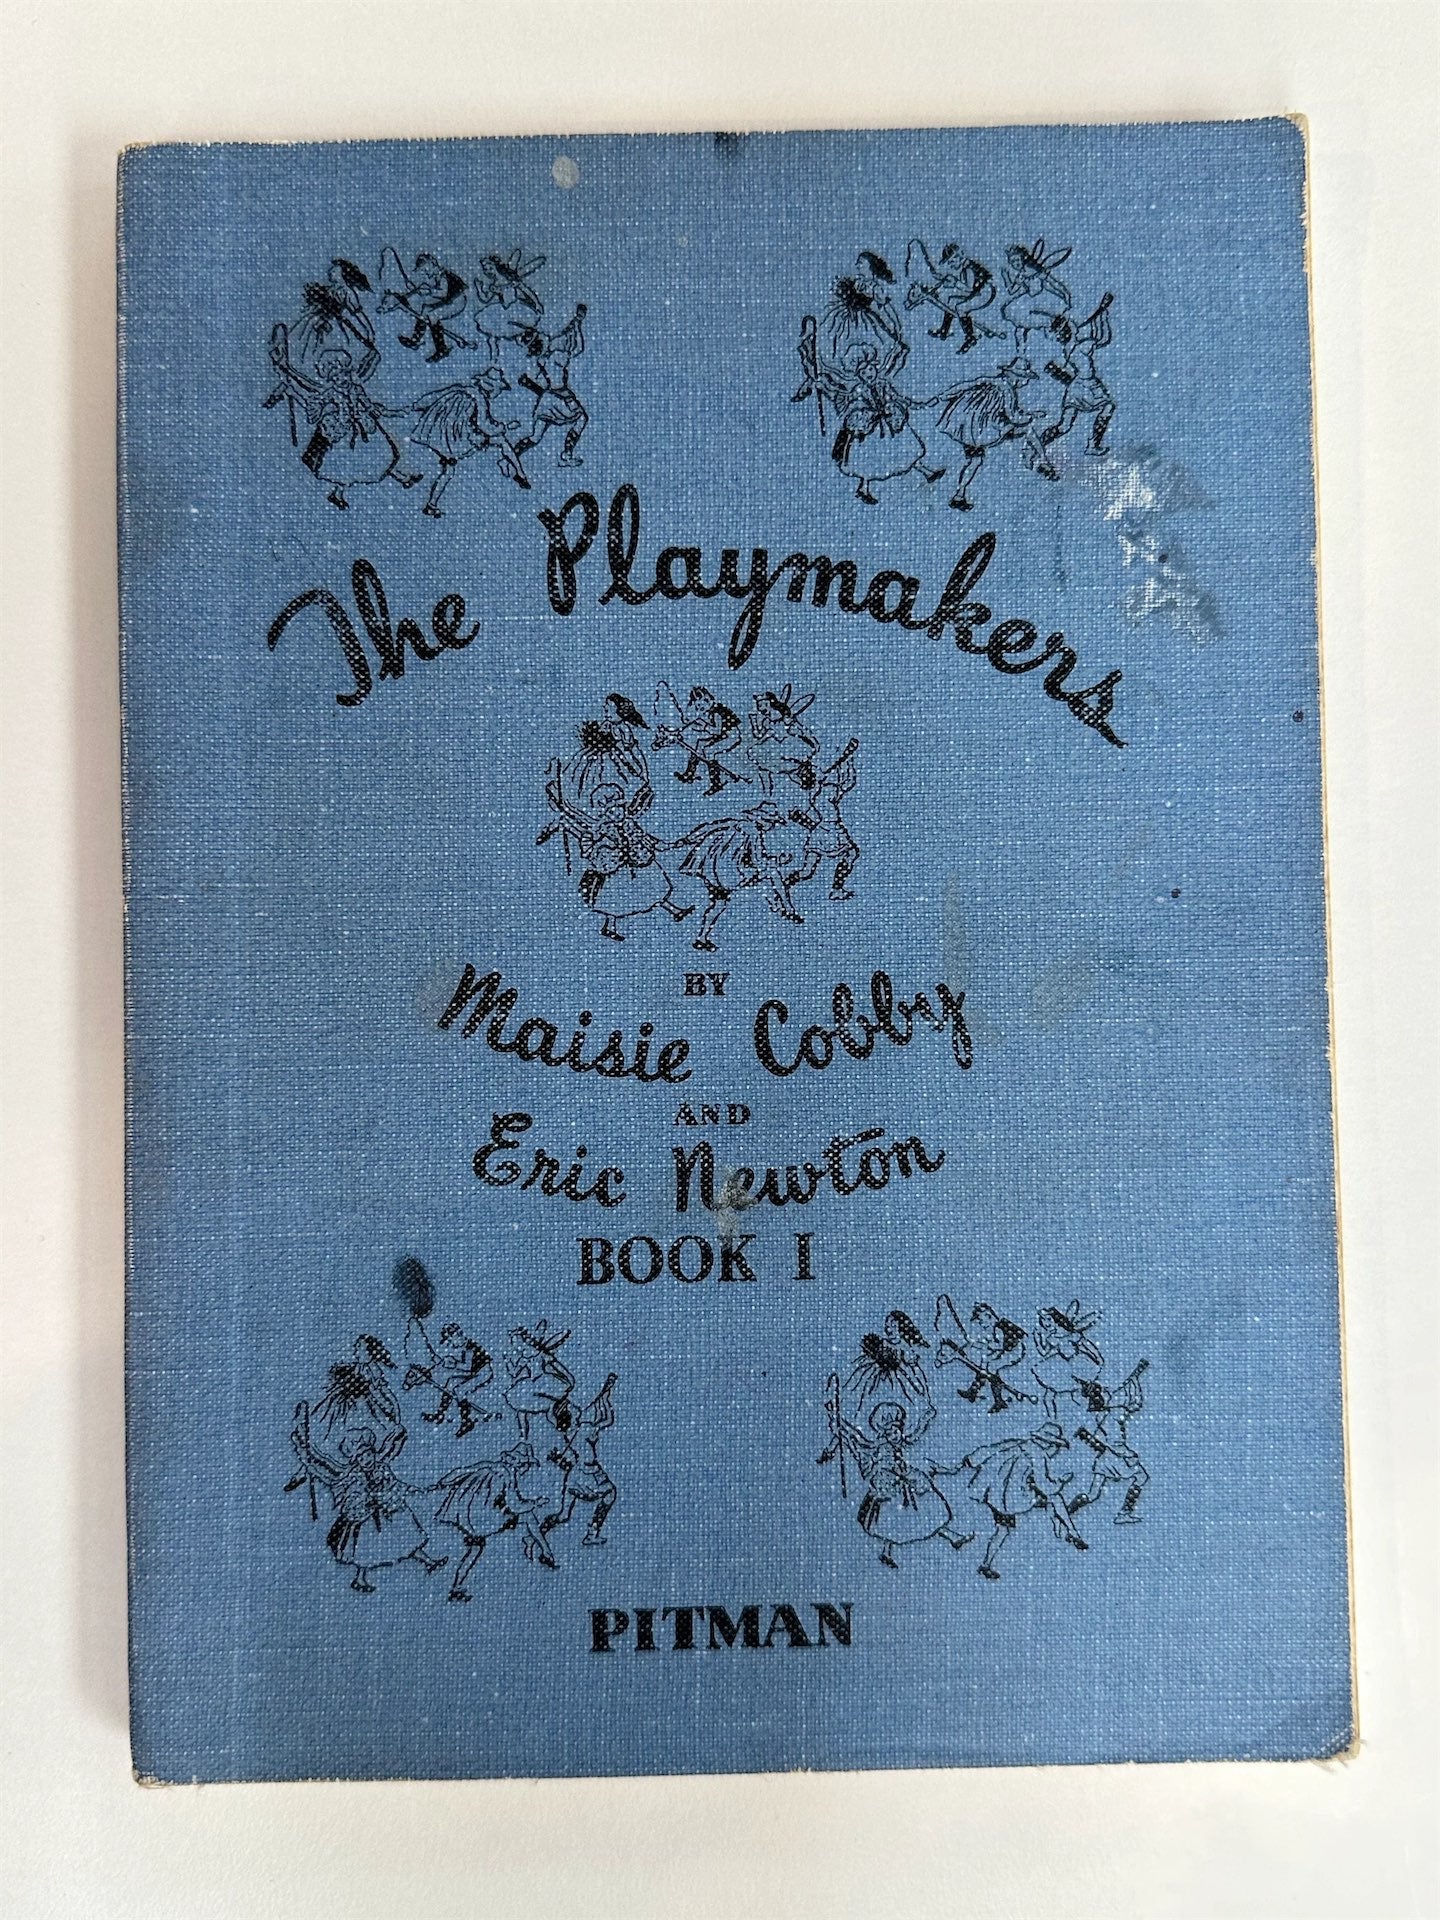 The Playmakers
BY
Maisie Cobby
AND
Eric Newton
BOOK I
PITMAN